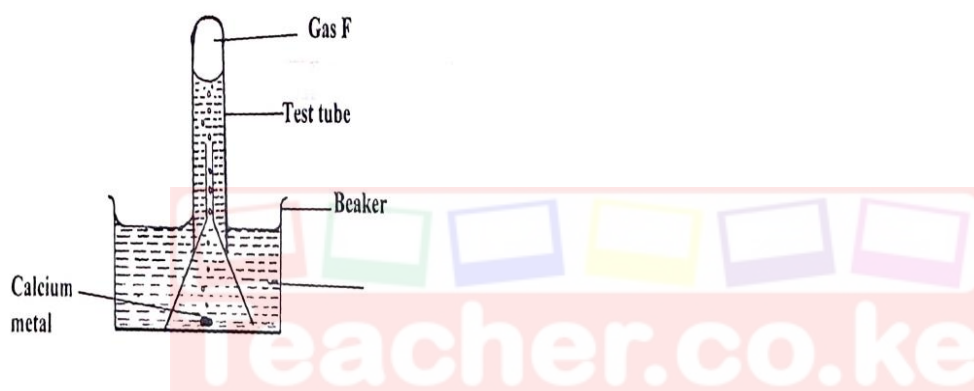 Gas F
Test tube
Beaker
Calcium
metal
Teacher.co.ke